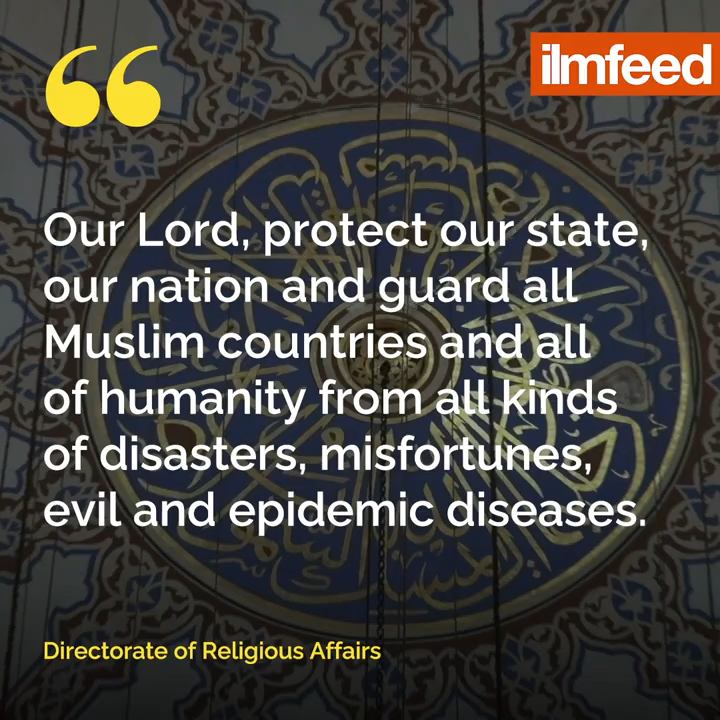 ilmfeed
“
Our Lord, protect our state,
our nation and guard all
Muslim countries and all
of humanity from all kinds
of disasters, misfortunes,
evil and epidemic diseases.
Directorate of Religious Affairs